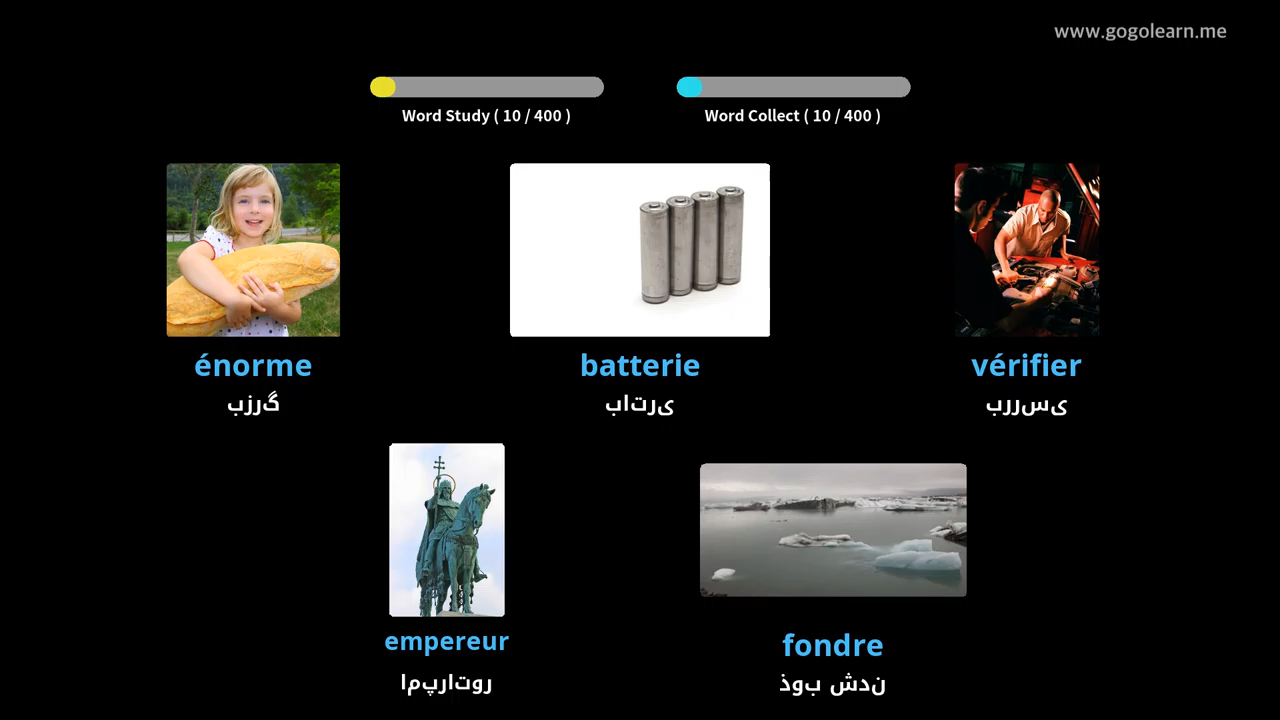 www.gogolearn.me
Word Study ( 10 / 400 )
Word Collect ( 10 / 400 )
énorme
batterie
vérifier
بزرگ
باتری
بررسی
empereur
fondre
امپراتور
ذوب شدن